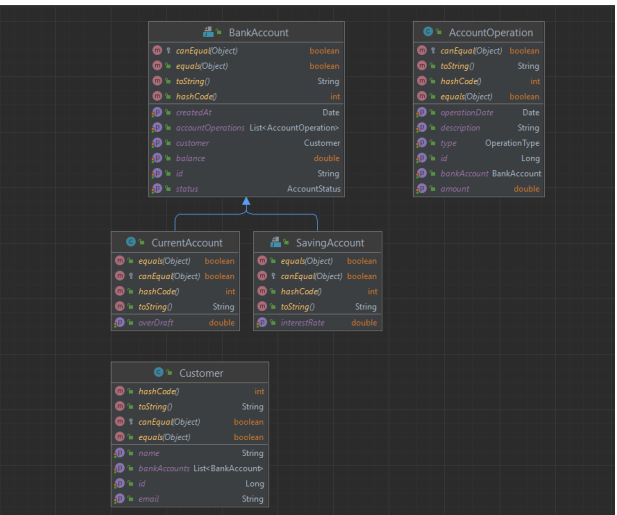 BankAccount
canEqual(Object) boolean
equals(Object) boolean
toString() String
hashCode() int
createdAt Date
accountOperations List<AccountOperation>
customer Customer
balance double
id String
status AccountStatus
AccountOperation
canEqual(Object) boolean
toString() String
hashCode() int
equals(Object) boolean
operationDate Date
description String
type OperationType
id Long
bankAccount BankAccount
amount double
CurrentAccount
equals(Object) boolean
canEqual(Object) boolean
hashCode() int
toString() String
overDraft double
SavingAccount
equals(Object) boolean
canEqual(Object) boolean
hashCode() int
toString() String
interestRate double
Customer
hashCode() int
toString() String
canEqual(Object) boolean
equals(Object) boolean
name String
bankAccounts List<BankAccount>
id Long
email String